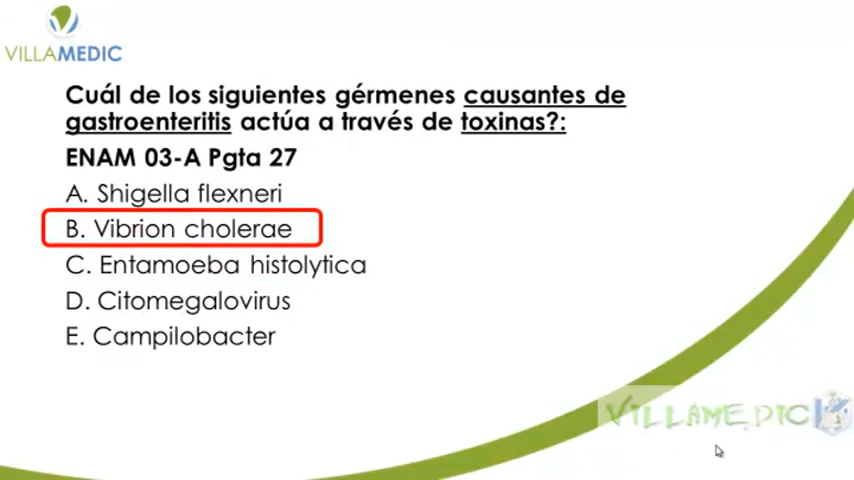 VILLAMEDIC
Cuál de los siguientes gérmenes causantes de
gastroenteritis actúa a través de toxinas?:
ENAM 03-A Pgta 27
A. Shigella flexneri
B. Vibrion cholerae
C. Entamoeba histolytica
D. Citomegalovirus
E. Campilobacter
VILLAMEDIC